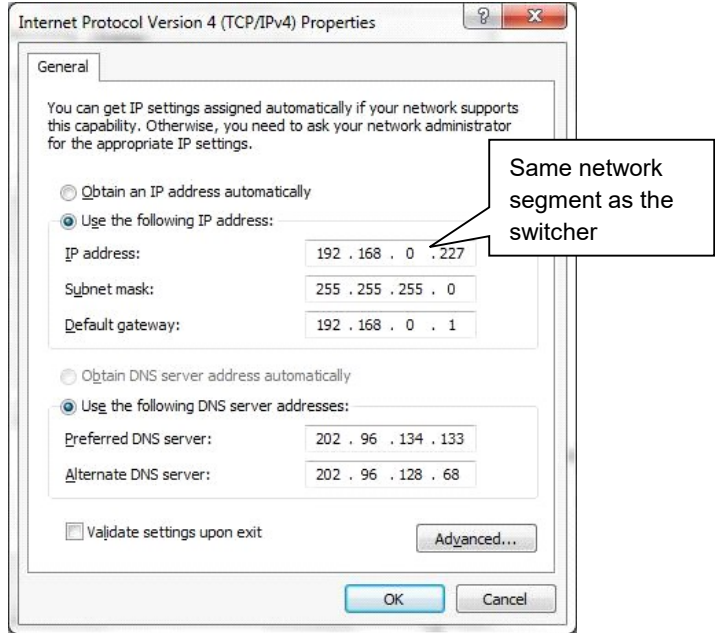 Internet Protocol Version 4 (TCP/IPv4) Properties
?
X
General
You can get IP settings assigned automatically if your network supports
this capability. Otherwise, you need to ask your network administrator
for the appropriate IP settings.
Same network
segment as the
switcher
Obtain an IP address automatically
Use the following IP address:
IP address: 192 . 168 . 0 . 227
Subnet mask: 255 . 255 . 255 . 0
Default gateway: 192 . 168 . 0 . 1
Obtain DNS server address automatically
Use the following DNS server addresses:
Preferred DNS server: 202 . 96 . 134 . 133
Alternate DNS server: 202 . 96 . 128 . 68
Validate settings upon exit
Advanced...
OK
Cancel